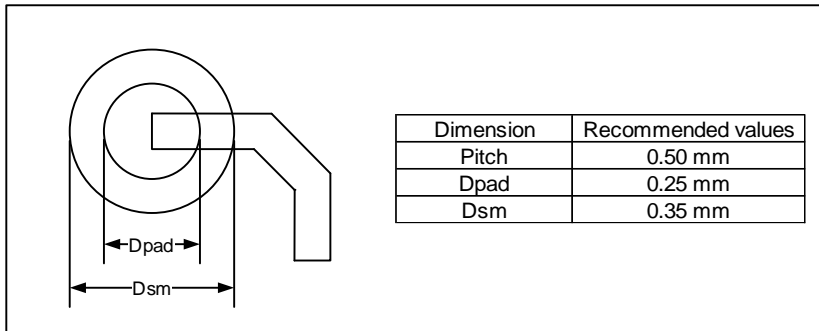 Dimension Recommended values
Pitch 0.50 mm
Dpad 0.25 mm
Dsm 0.35 mm
Dpad
Dsm